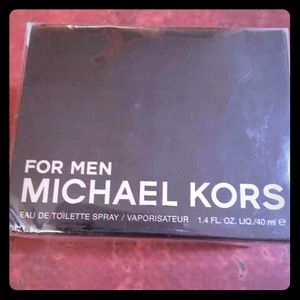 FOR MEN
MICHAEL KORS
EAU DE TOILETTE SPRAY / VAPORISATEUR 1.4 FL. OZ. LIQ./40 ml e